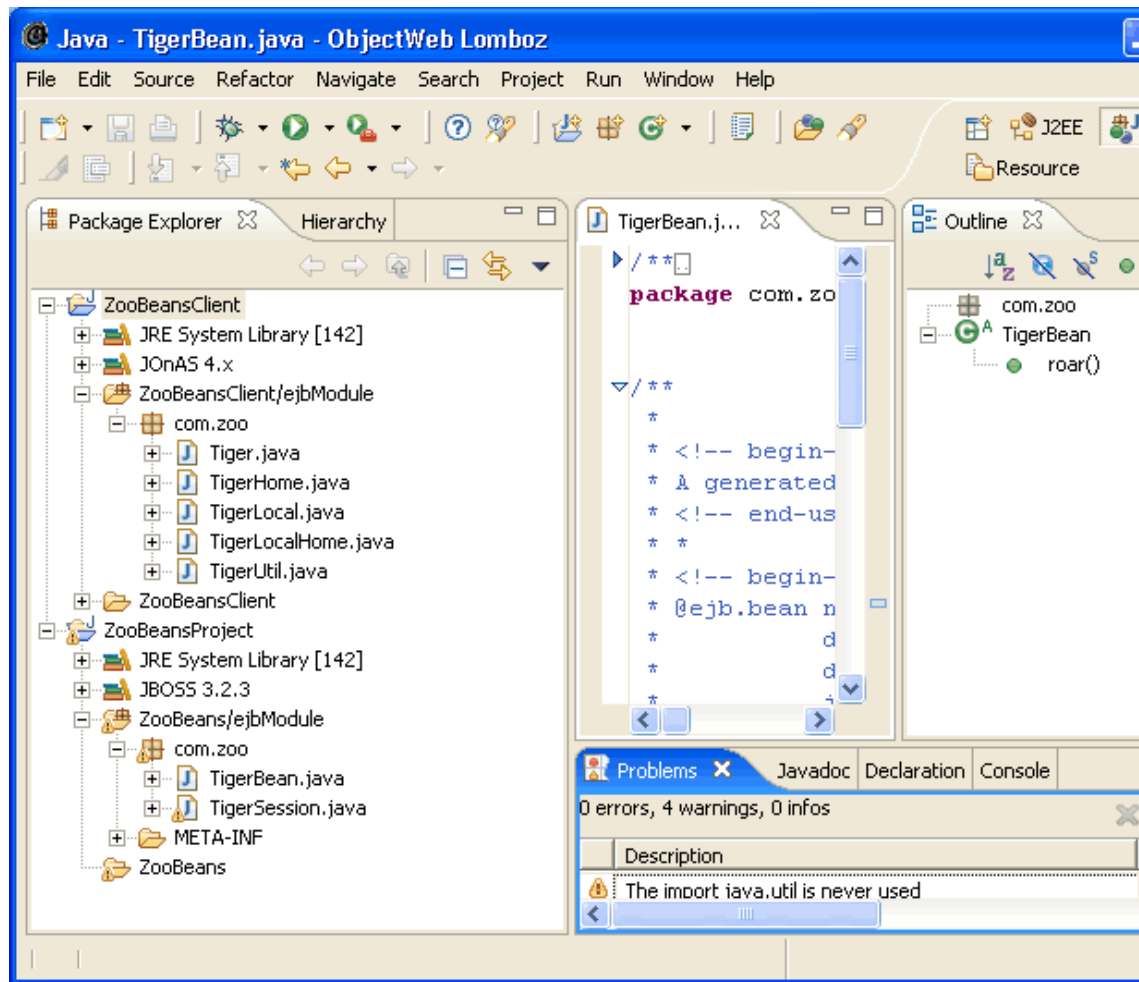 Java - TigerBean.java - ObjectWeb Lomboz
File Edit Source Refactor Navigate Search Project Run Window Help
J2EE
Resource
Package Explorer Hierarchy
ZooBeansClient
JRE System Library [142]
JOnAS 4.x
ZooBeansClient/ejbModule
com.zoo
Tiger.java
TigerHome.java
TigerLocal.java
TigerLocalHome.java
TigerUtil.java
ZooBeansClient
ZooBeansProject
JRE System Library [142]
JBOSS 3.2.3
ZooBeans/ejbModule
com.zoo
TigerBean.java
TigerSession.java
META-INF
ZooBeans
TigerBean.j...
/**
package com.zo
/**
*
* <!-- begin-
* A generated
* <!-- end-us
* *
* <!-- begin-
* @ejb.bean n
* d
* d
*
Outline
com.zoo
TigerBean
roar()
Problems Javadoc Declaration Console
0 errors, 4 warnings, 0 infos
Description
The import java.util is never used